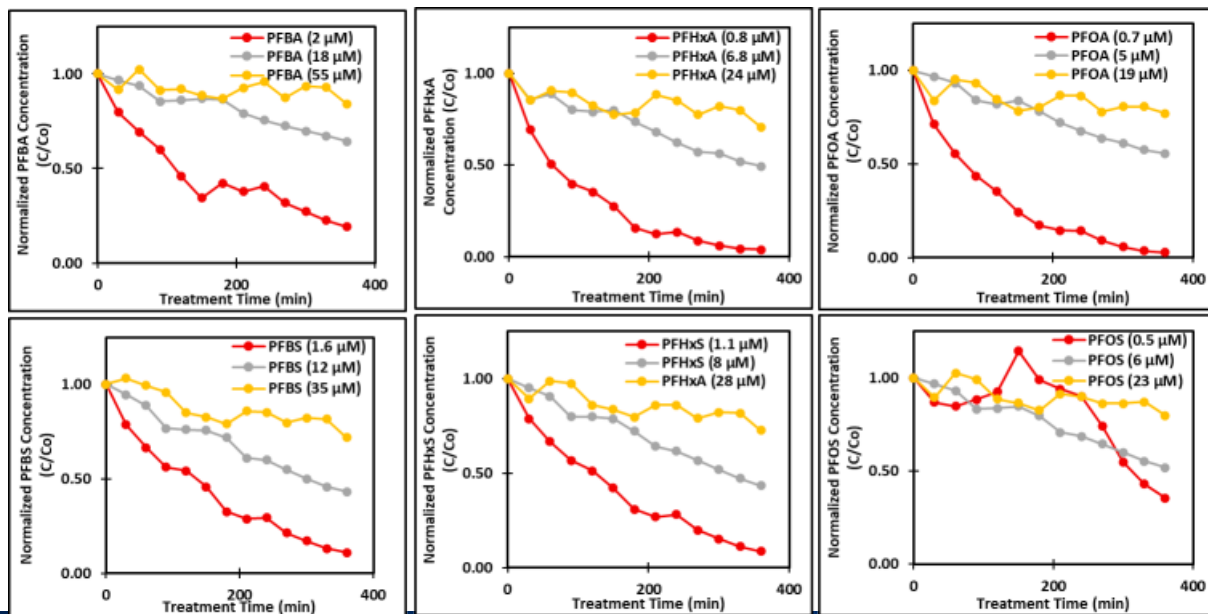 Normalized PFBA Concentration
(C/Co)
PFBA (2 µM)
PFBA (18 µM)
PFBA (55 µM)
1.00
0.50
0.00
0
200
400
Treatment Time (min)
Normalized PFHxA
Concentration (C/Co)
PFHxA (0.8 µM)
PFHxA (6.8 µM)
PFHxA (24 µM)
1.00
0.50
0.00
0
200
400
Treatment Time (min)
Normalized PFOA Concentration
(C/Co)
PFOA (0.7 µM)
PFOA (5 µM)
PFOA (19 µM)
1.00
0.50
0.00
0
200
400
Treatment Time (min)
Normalized PFBS Concentration
(C/Co)
PFBS (1.6 µM)
PFBS (12 µM)
PFBS (35 µM)
1.00
0.50
0.00
0
200
400
Treatment Time (min)
Normalized PFHxS Concentration
(C/Co)
PFHxS (1.1 µM)
PFHxS (8 µM)
PFHxA (28 µM)
1.00
0.50
0.00
0
200
400
Treatment Time (min)
Normalized PFOS Concentration
(C/Co)
PFOS (0.5 µM)
PFOS (6 µM)
PFOS (23 µM)
1.00
0.50
0.00
0
200
400
Treatment Time (min)